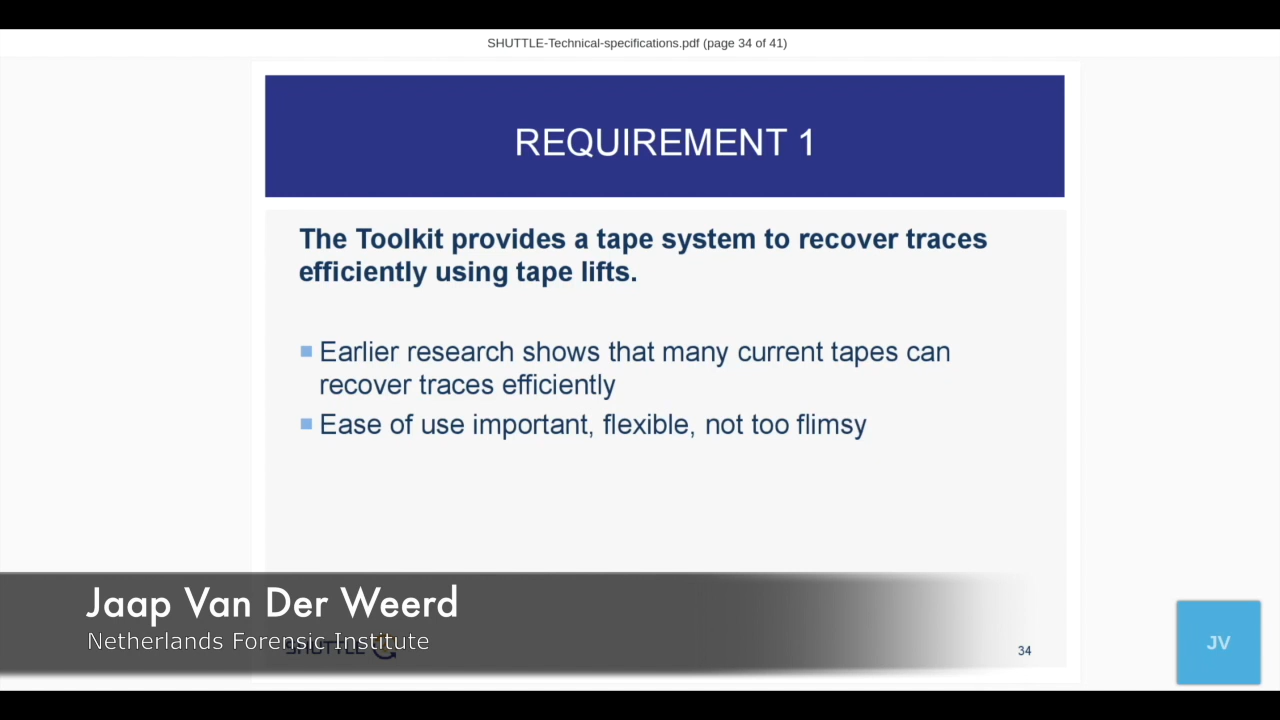 SHUTTLE-Technical-specifications.pdf (page 34 of 41)
REQUIREMENT 1
The Toolkit provides a tape system to recover traces
efficiently using tape lifts.
Earlier research shows that many current tapes can
recover traces efficiently
Ease of use important, flexible, not too flimsy
Jaap Van Der Weerd
Netherlands Forensic Institute
SHUTTLE
34
JV